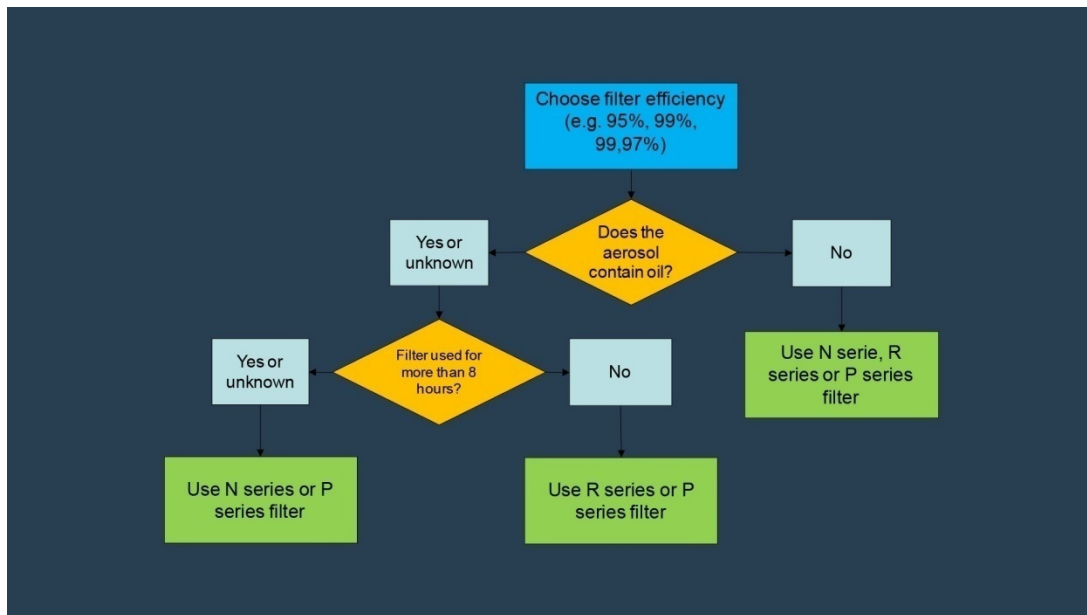 Choose filter efficiency
(e.g. 95%, 99%,
99,97%)
Does the
aerosol
contain oil?
Yes or
unknown
No
Filter used for
more than 8
hours?
Yes or
unknown
No
Use N serie, R
series or P series
filter
Use N series or P
series filter
Use R series or P
series filter